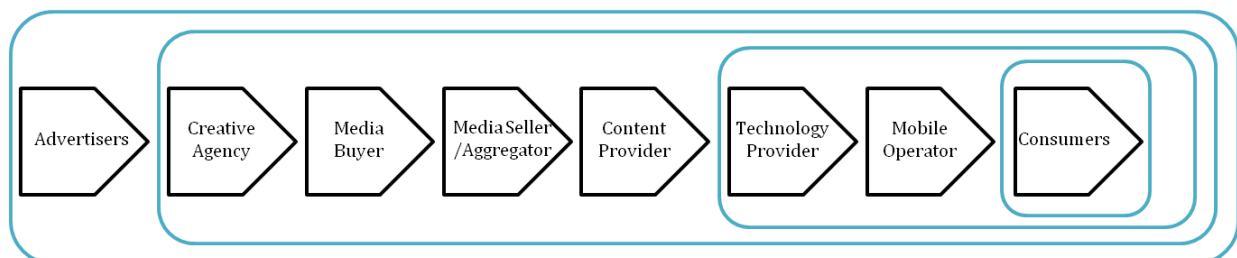 Advertisers
Creative
Agency
Media
Buyer
Media Seller
/Aggregator
Content
Provider
Technology
Provider
Mobile
Operator
Consumers